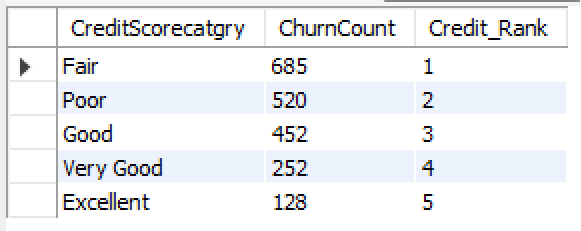 CreditScorecatgry ChurnCount Credit_Rank
Fair 685 1
Poor 520 2
Good 452 3
Very Good 252 4
Excellent 128 5